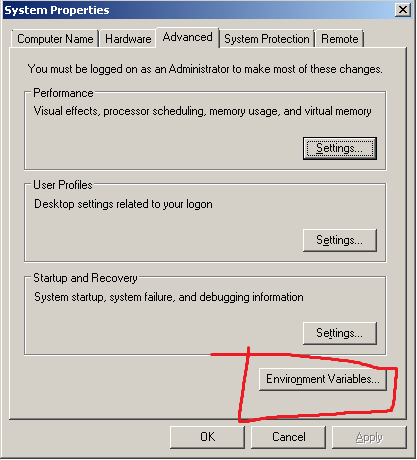 System Properties
Computer Name Hardware Advanced System Protection Remote
You must be logged on as an Administrator to make most of these changes.
Performance
Visual effects, processor scheduling, memory usage, and virtual memory
Settings...
User Profiles
Desktop settings related to your logon
Settings...
Startup and Recovery
System startup, system failure, and debugging information
Settings...
Environment Variables...
OK Cancel Apply